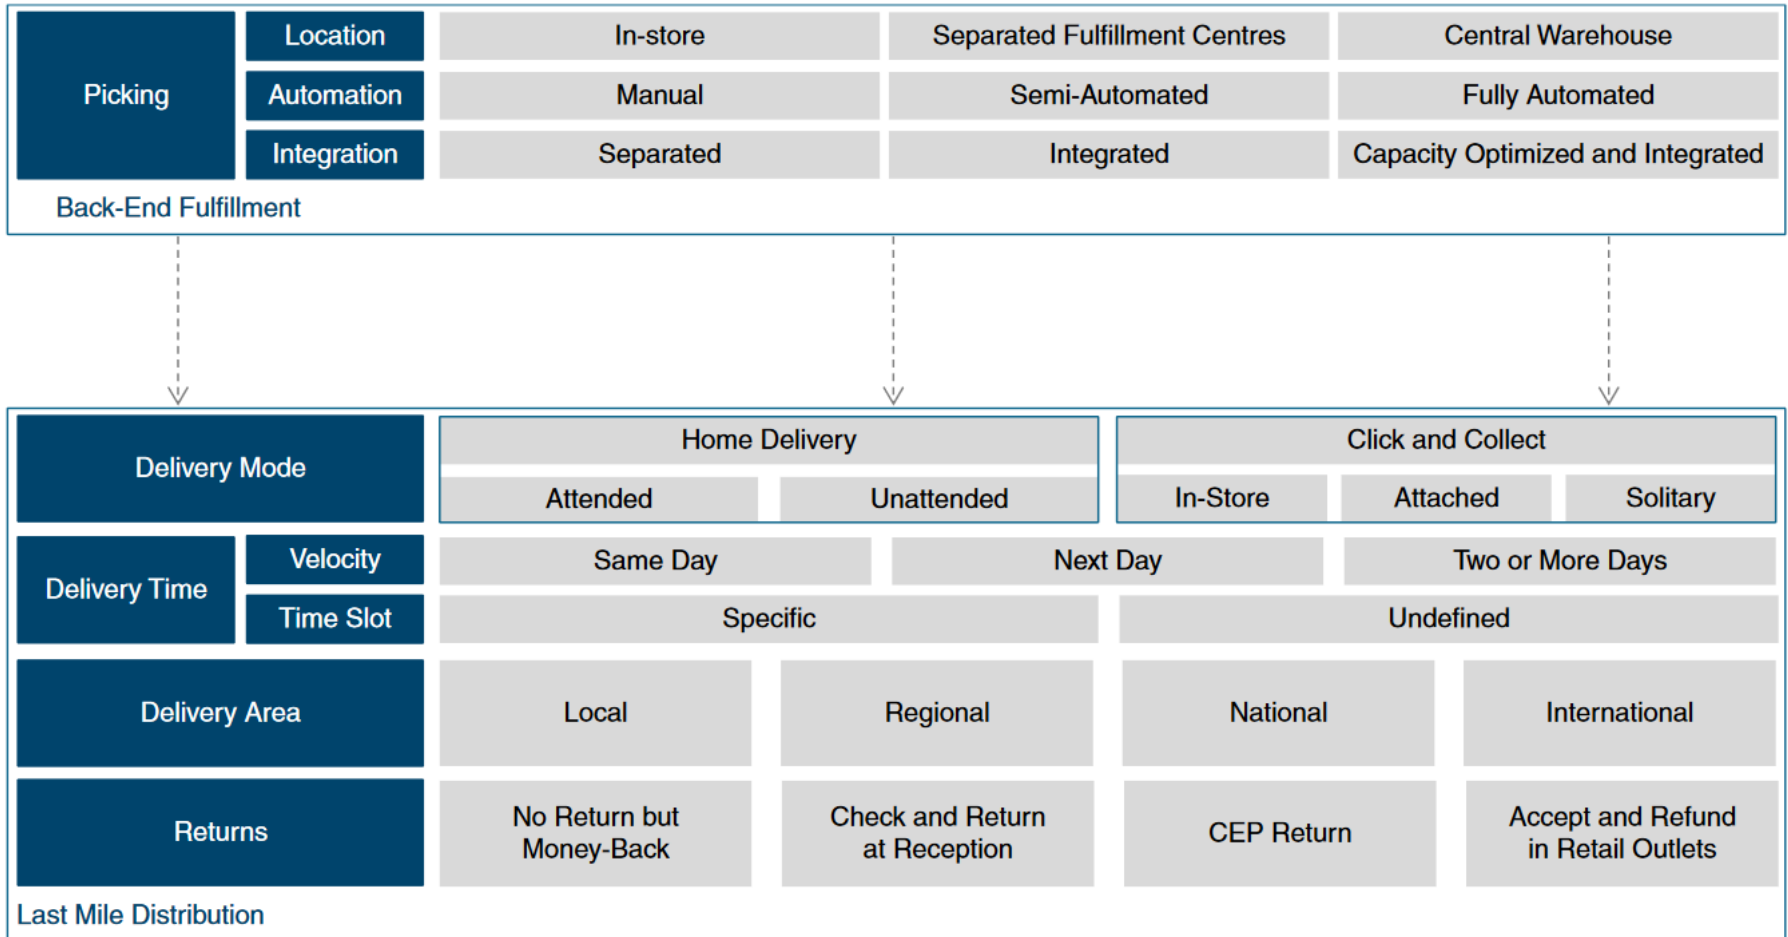 Picking
Location
In-store
Separated Fulfillment Centres
Central Warehouse
Automation
Manual
Semi-Automated
Fully Automated
Integration
Separated
Integrated
Capacity Optimized and Integrated
Back-End Fulfillment
Delivery Mode
Home Delivery
Attended
Unattended
Click and Collect
In-Store
Attached
Solitary
Delivery Time
Velocity
Same Day
Next Day
Two or More Days
Time Slot
Specific
Undefined
Delivery Area
Local
Regional
National
International
Returns
No Return but
Money-Back
Check and Return
at Reception
CEP Return
Accept and Refund
in Retail Outlets
Last Mile Distribution